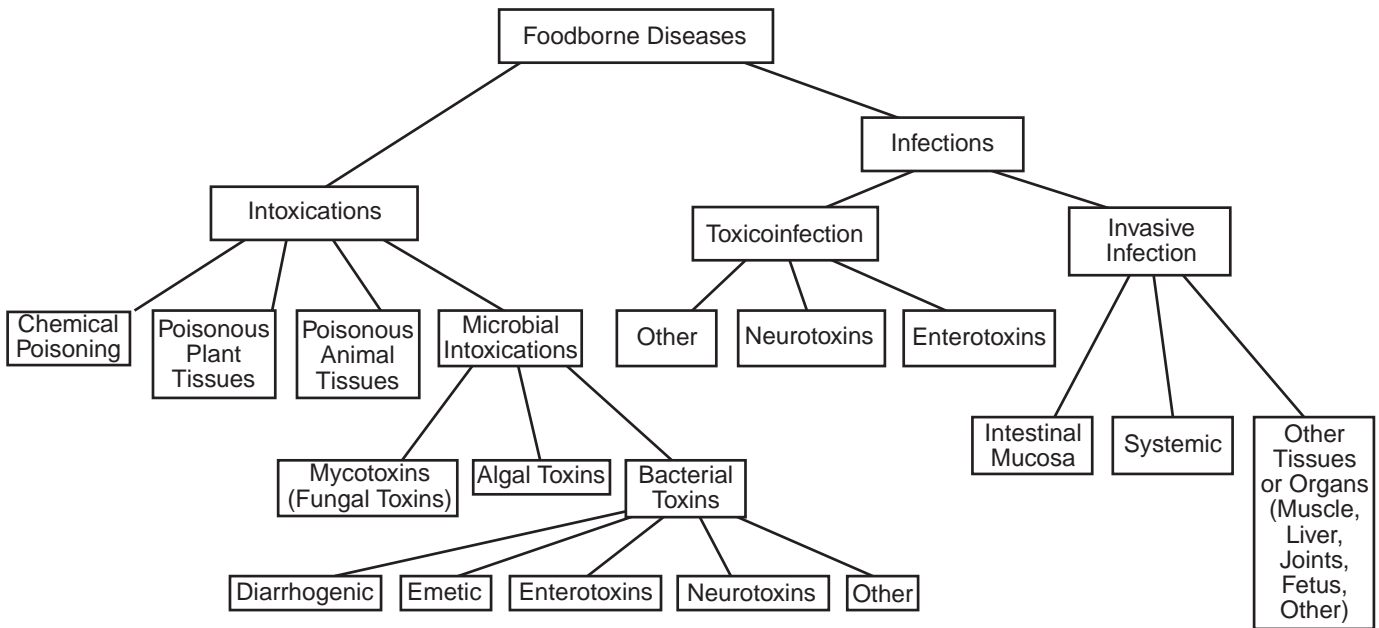 Foodborne Diseases
Infections
Intoxications
Toxicoinfection
Invasive
Infection
Chemical
Poisoning
Poisonous
Plant
Tissues
Poisonous
Animal
Tissues
Microbial
Intoxications
Other
Neurotoxins
Enterotoxins
Intestinal
Mucosa
Systemic
Other
Tissues
or Organs
(Muscle,
Liver,
Joints,
Fetus,
Other)
Mycotoxins
(Fungal Toxins)
Algal Toxins
Bacterial
Toxins
Diarrhogenic
Emetic
Enterotoxins
Neurotoxins
Other